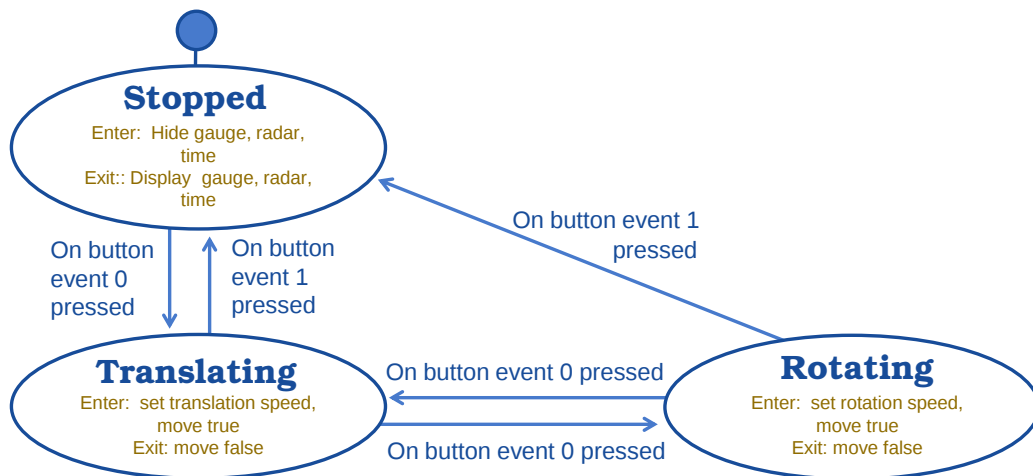 Stopped
Enter: Hide gauge, radar,
time
Exit:: Display gauge, radar,
time
On button event 1
pressed
On button
event 0
pressed
On button
event 1
pressed
Translating
Enter: set translation speed,
move true
Exit: move false
On button event 0 pressed
On button event 0 pressed
Rotating
Enter: set rotation speed,
move true
Exit: move false